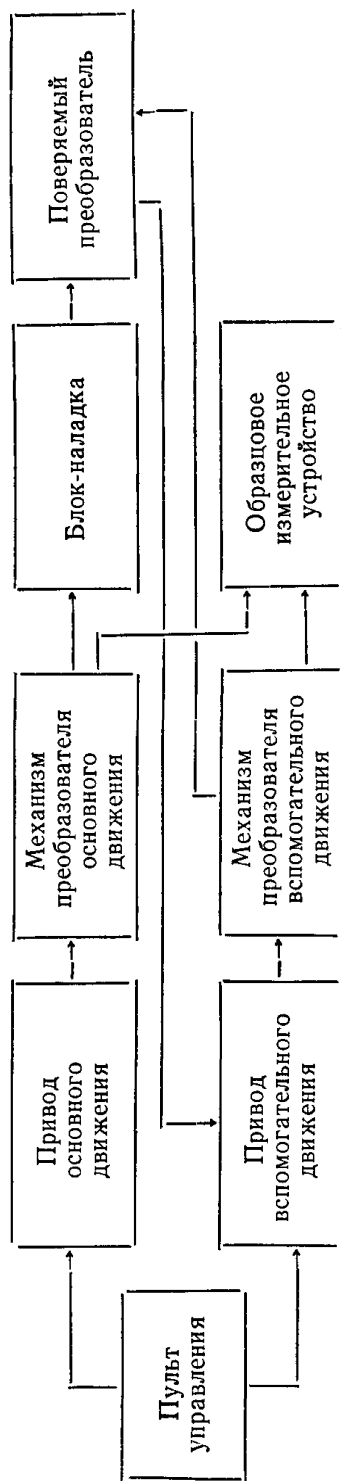 Пульт
управления
Привод
основного
движения
Механизм
преобразователя
основного
движения
Блок-наладка
Поверяемый
преобразователь
Привод
вспомогательного
движения
Механизм
преобразователя
вспомогательного
движения
Образцовое
измерительное
устройство